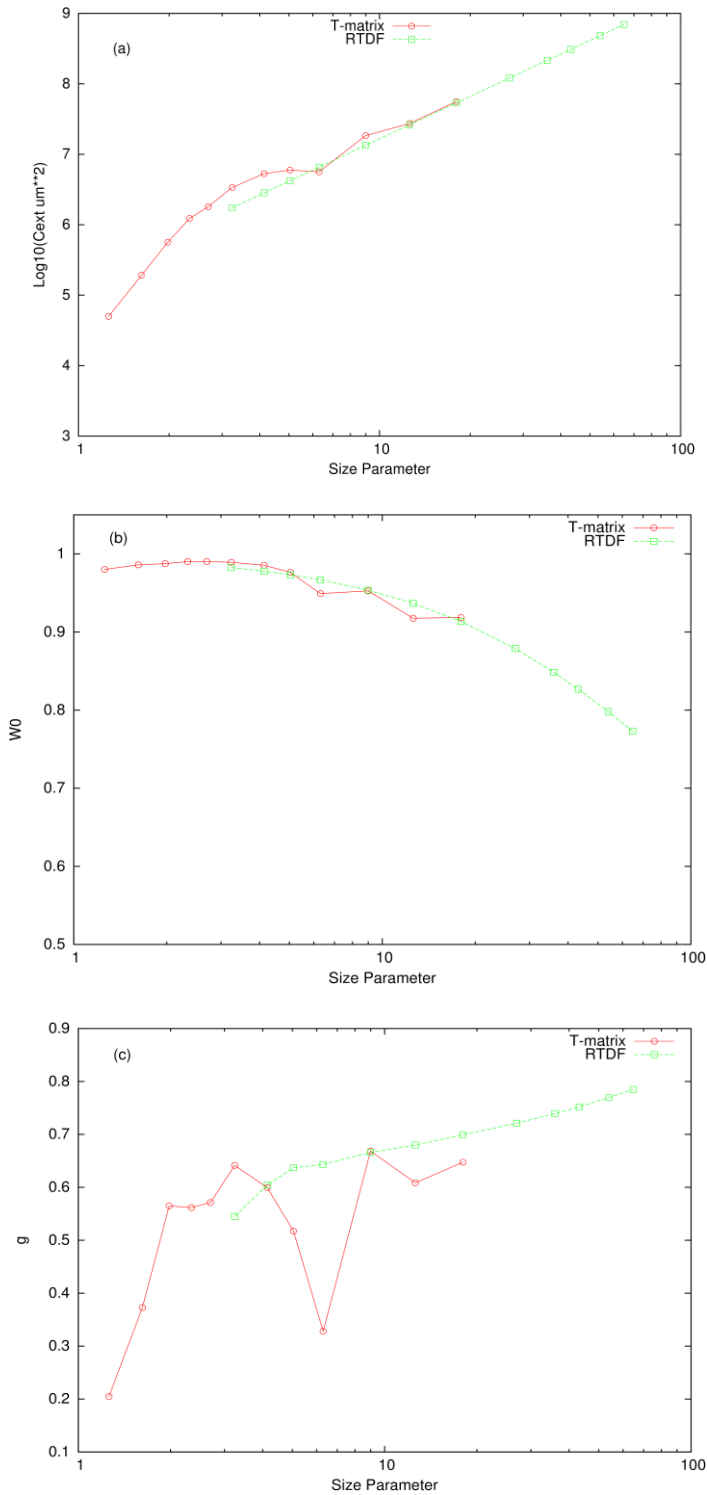 9
T-matrix
(a)
RTDF
8
7
Log10(Cext um**2)
6
5
4
3
1
10
100
Size Parameter
T-matrix
(b)
RTDF
1
0.9
0.8
W0
0.7
0.6
0.5
1
10
100
Size Parameter
0.9
T-matrix
(c)
RTDF
0.8
0.7
0.6
g
0.5
0.4
0.3
0.2
0.1
1
10
100
Size Parameter